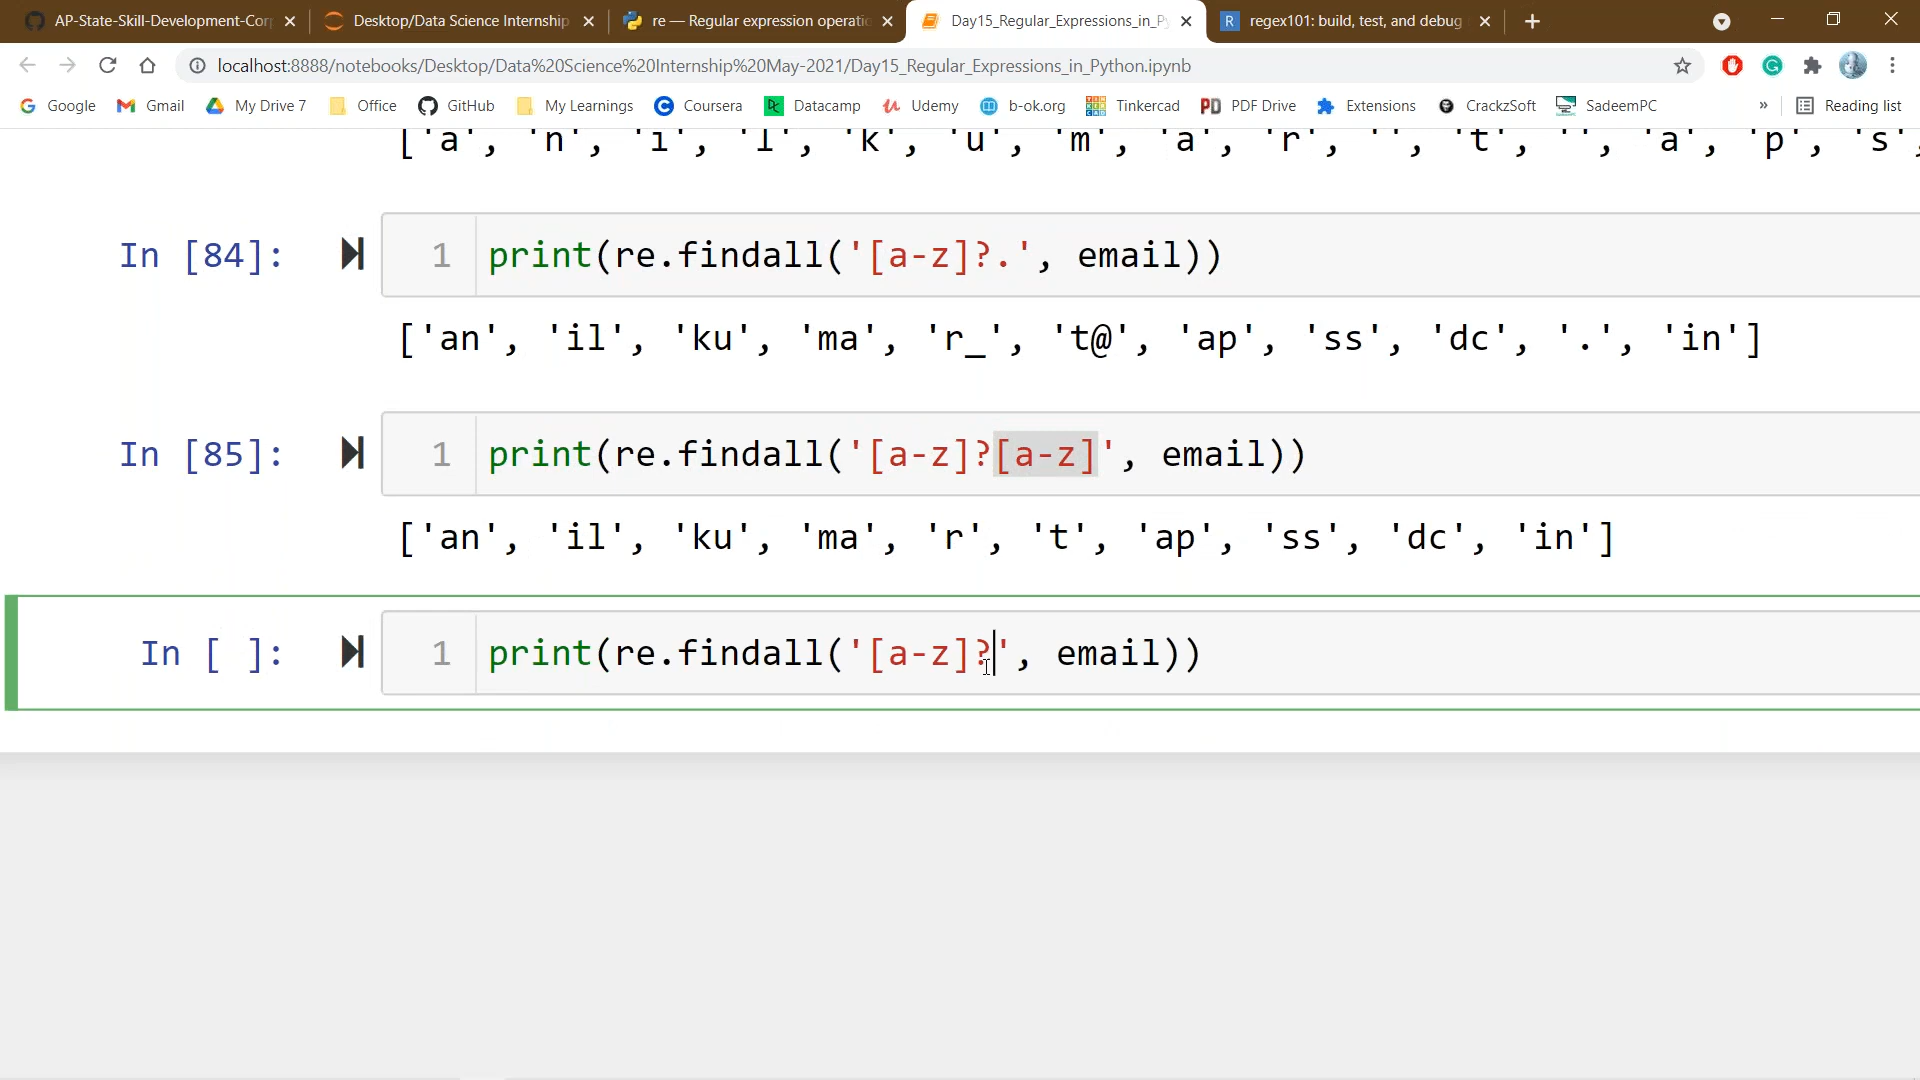 AP-State-Skill-Development-Cor
Desktop/Data Science Internship
re — Regular expression operatio
Day15_Regular_Expressions_in_Py
regex101: build, test, and debug
localhost:8888/notebooks/Desktop/Data%20Science%20Internship%20May-2021/Day15_Regular_Expressions_in_Python.ipynb
Google Gmail My Drive 7 Office GitHub My Learnings Coursera Datacamp Udemy b-ok.org Tinkercad PDF Drive Extensions CrackzSoft SadeemPC » Reading list
['a', 'n', 'i', 'l', 'k', 'u', 'm', 'a', 'r', '', 't', '', 'a', 'p', 's',
In [84]: 1 print(re.findall('[a-z]?.', email))
['an', 'il', 'ku', 'ma', 'r_', 't@', 'ap', 'ss', 'dc', '.', 'in']
In [85]: 1 print(re.findall('[a-z]?[a-z]', email))
['an', 'il', 'ku', 'ma', 'r', 't', 'ap', 'ss', 'dc', 'in']
In [ ]: 1 print(re.findall('[a-z]?', email))